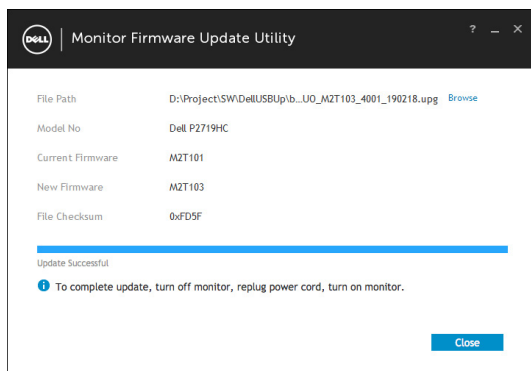 DELL Monitor Firmware Update Utility ? _ ×
File Path D:\Project\SW\DellUSBUp\b...UO_M2T103_4001_190218.upg Browse
Model No Dell P2719HC
Current Firmware M2T101
New Firmware M2T103
File Checksum 0xFD5F
Update Successful
i To complete update, turn off monitor, replug power cord, turn on monitor.
Close